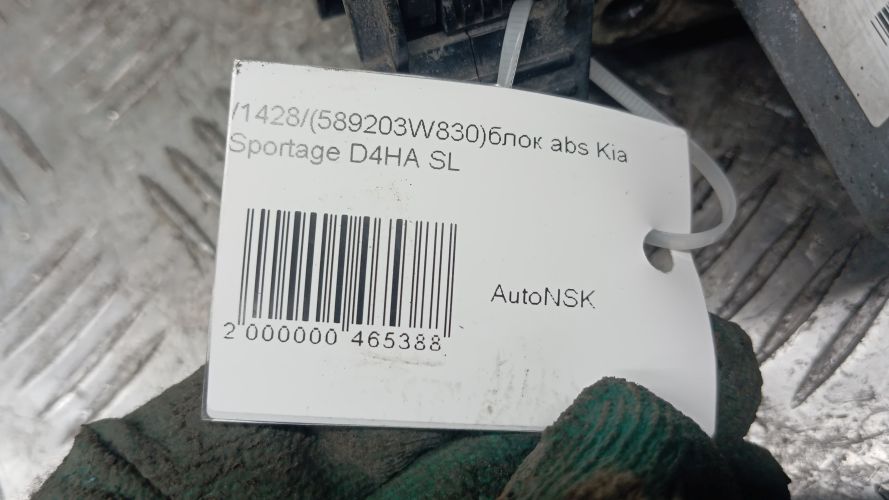 /1428/(589203W830)блок abs Kia
Sportage D4HA SL
AutoNSK
2 000000 465388